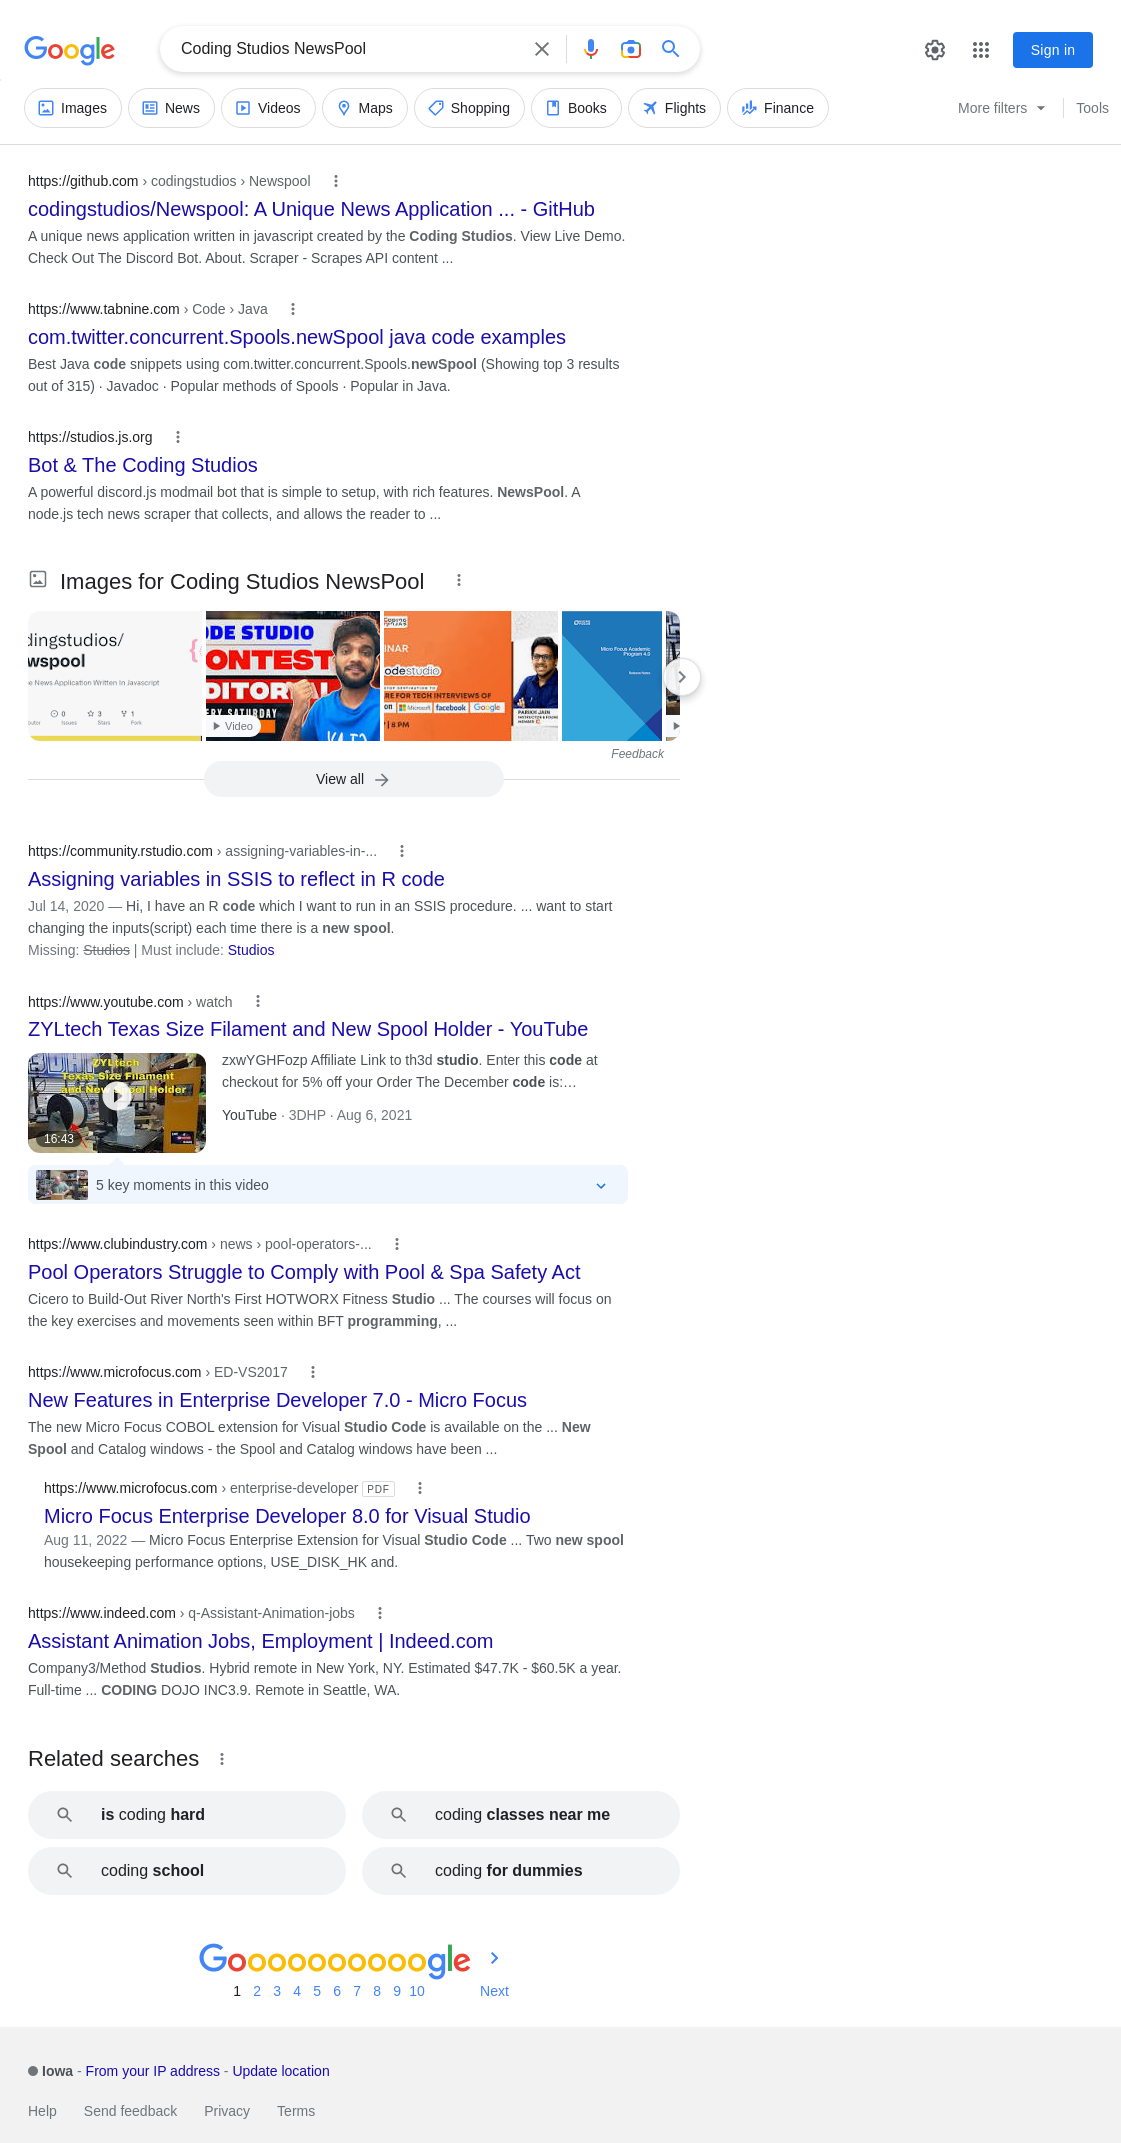 Google
Coding Studios NewsPool
Sign in
Images
News
Videos
Maps
Shopping
Books
Flights
Finance
More filters
Tools
https://github.com › codingstudios › Newspool
codingstudios/Newspool: A Unique News Application ... - GitHub
A unique news application written in javascript created by the Coding Studios. View Live Demo.
Check Out The Discord Bot. About. Scraper - Scrapes API content ...
https://www.tabnine.com › Code › Java
com.twitter.concurrent.Spools.newSpool java code examples
Best Java code snippets using com.twitter.concurrent.Spools.newSpool (Showing top 3 results
out of 315) · Javadoc · Popular methods of Spools · Popular in Java.
https://studios.js.org
Bot & The Coding Studios
A powerful discord.js modmail bot that is simple to setup, with rich features. NewsPool. A
node.js tech news scraper that collects, and allows the reader to ...
Images for Coding Studios NewsPool
dingstudios/
wspool
e News Application Written In Javascript
0
3
1
Issues
Stars
Fork
ODE STUDIO
ONTEST
DITORIAL
ERY SATURDAY
Video
CODING
NINJAS
INAR
codestudio
ARE FOR TECH INTERVIEWS OF
Microsoft
facebook
Google
| 8 PM
PARIKH JAIN
Micro Focus Academic
Program 4.0
Release Notes
Feedback
View all
https://community.rstudio.com › assigning-variables-in-...
Assigning variables in SSIS to reflect in R code
Jul 14, 2020 — Hi, I have an R code which I want to run in an SSIS procedure. ... want to start
changing the inputs(script) each time there is a new spool.
Missing: Studios | Must include: Studios
https://www.youtube.com › watch
ZYLtech Texas Size Filament and New Spool Holder - YouTube
ZYLtech
Texas Size Filament
and New Spool Holder
16:43
zxwYGHFozp Affiliate Link to th3d studio. Enter this code at
checkout for 5% off your Order The December code is:…
YouTube · 3DHP · Aug 6, 2021
5 key moments in this video
https://www.clubindustry.com › news › pool-operators-...
Pool Operators Struggle to Comply with Pool & Spa Safety Act
Cicero to Build-Out River North's First HOTWORX Fitness Studio ... The courses will focus on
the key exercises and movements seen within BFT programming, ...
https://www.microfocus.com › ED-VS2017
New Features in Enterprise Developer 7.0 - Micro Focus
The new Micro Focus COBOL extension for Visual Studio Code is available on the ... New
Spool and Catalog windows - the Spool and Catalog windows have been ...
https://www.microfocus.com › enterprise-developer PDF
Micro Focus Enterprise Developer 8.0 for Visual Studio
Aug 11, 2022 — Micro Focus Enterprise Extension for Visual Studio Code ... Two new spool
housekeeping performance options, USE_DISK_HK and.
https://www.indeed.com › q-Assistant-Animation-jobs
Assistant Animation Jobs, Employment | Indeed.com
Company3/Method Studios. Hybrid remote in New York, NY. Estimated $47.7K - $60.5K a year.
Full-time ... CODING DOJO INC3.9. Remote in Seattle, WA.
Related searches
is coding hard
coding classes near me
coding school
coding for dummies
Goooooooooogle
1 2 3 4 5 6 7 8 9 10 Next
Iowa - From your IP address - Update location
Help Send feedback Privacy Terms